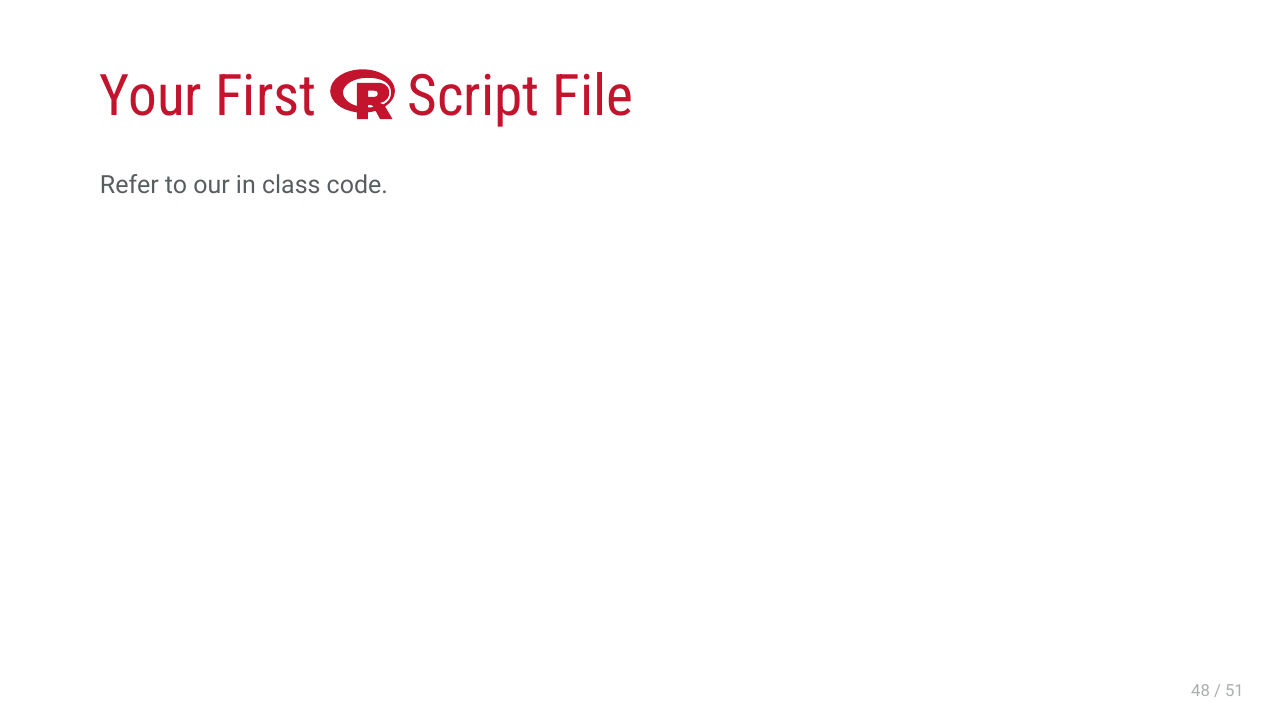 Your First R Script File
Refer to our in class code.
48 / 51